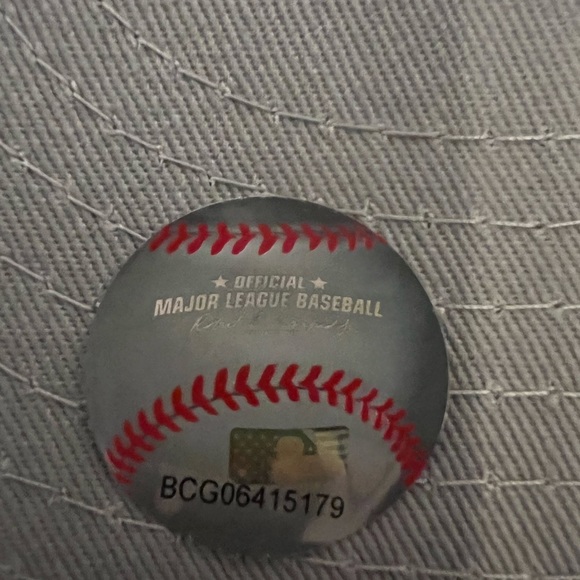 ★ OFFICIAL ★
MAJOR LEAGUE BASEBALL
BCG06415179